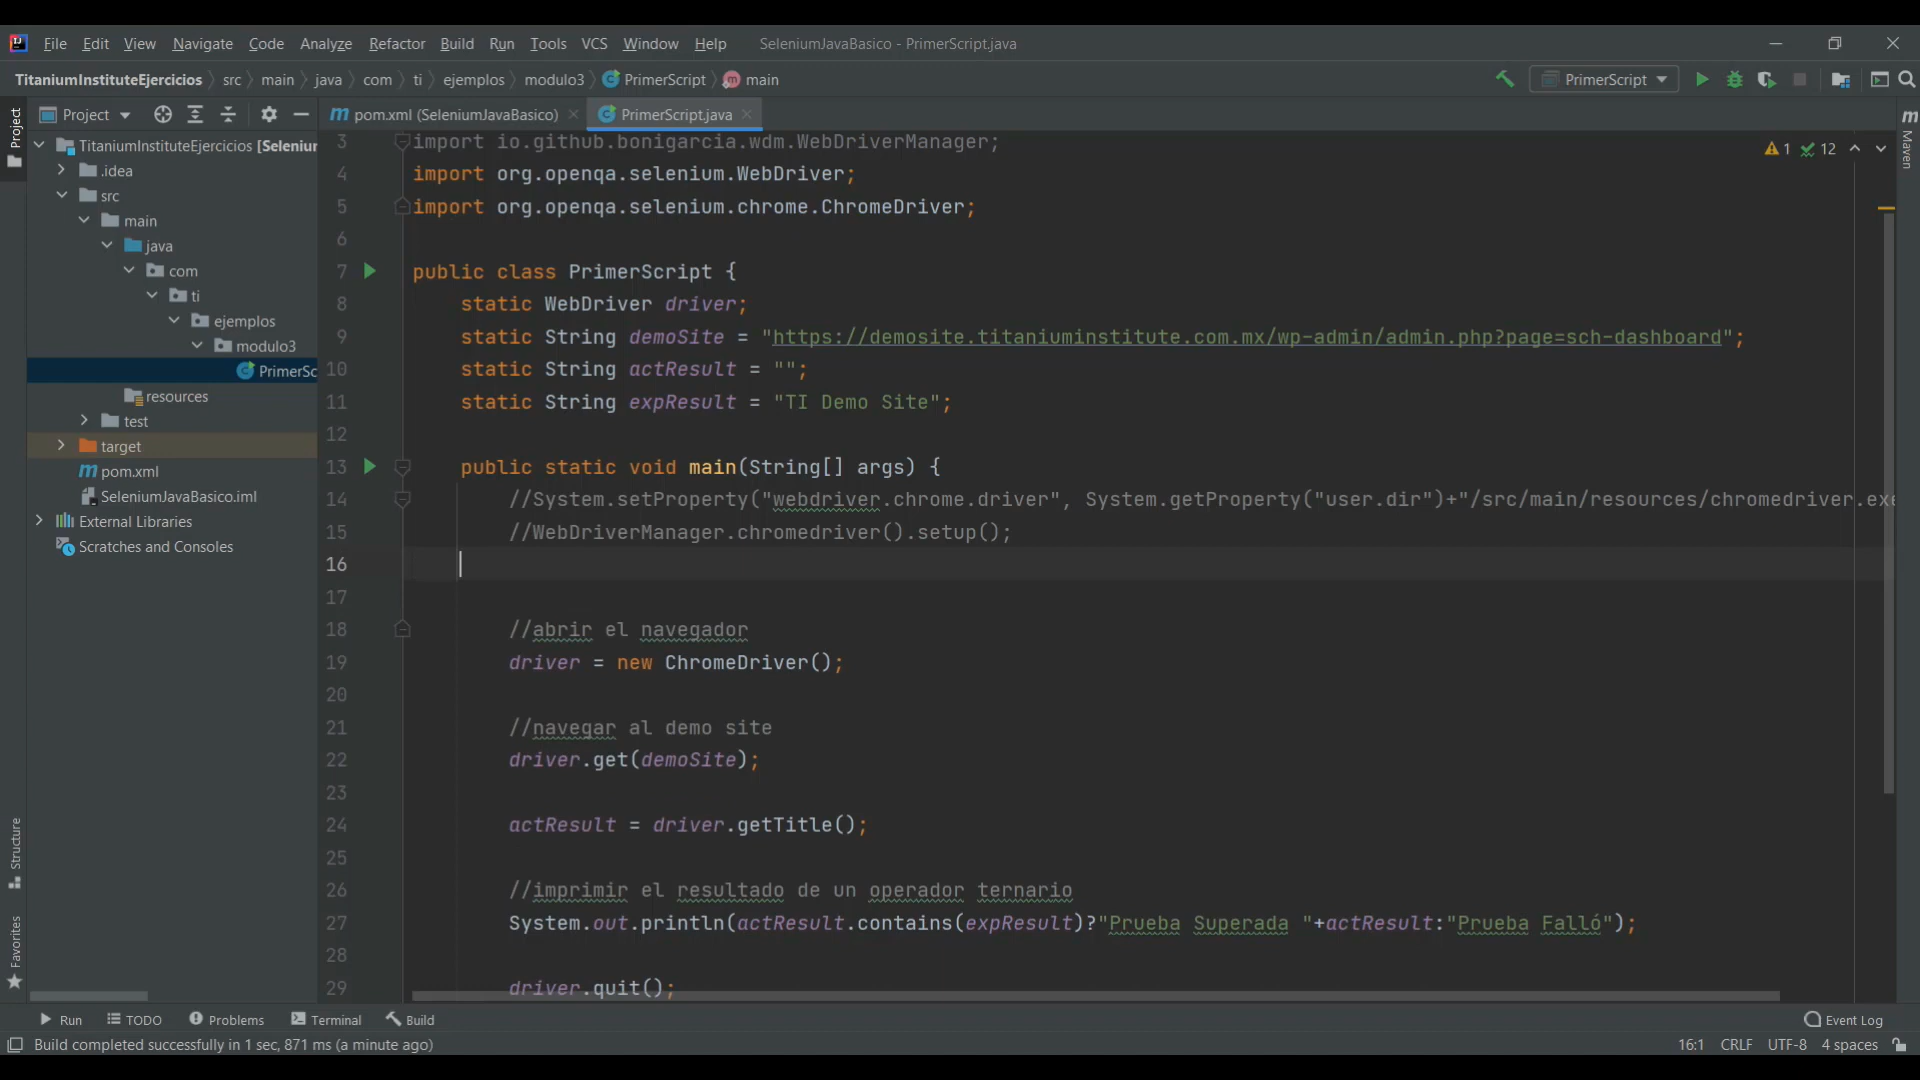 File Edit View Navigate Code Analyze Refactor Build Run Tools VCS Window Help SeleniumJavaBasico - PrimerScript.java
TitaniumInstituteEjercicios src main java com ti ejemplos modulo3 PrimerScript main PrimerScript
Project pom.xml (SeleniumJavaBasico) PrimerScript.java
Project
Structure
Favorites
Maven
TitaniumInstituteEjercicios [Seleniur
.idea
src
main
java
com
ti
ejemplos
modulo3
PrimerSc
resources
test
target
pom.xml
SeleniumJavaBasico.iml
External Libraries
Scratches and Consoles
1 12
3 import io.github.bonigarcia.wdm.WebDriverManager;
4 import org.openqa.selenium.WebDriver;
5 import org.openqa.selenium.chrome.ChromeDriver;
6
7 public class PrimerScript {
8 static WebDriver driver;
9 static String demoSite = "https://demosite.titaniuminstitute.com.mx/wp-admin/admin.php?page=sch-dashboard";
10 static String actResult = "";
11 static String expResult = "TI Demo Site";
12
13 public static void main(String[] args) {
14 //System.setProperty("webdriver.chrome.driver", System.getProperty("user.dir")+"/src/main/resources/chromedriver.exe
15 //WebDriverManager.chromedriver().setup();
16
17
18 //abrir el navegador
19 driver = new ChromeDriver();
20
21 //navegar al demo site
22 driver.get(demoSite);
23
24 actResult = driver.getTitle();
25
26 //imprimir el resultado de un operador ternario
27 System.out.println(actResult.contains(expResult)?"Prueba Superada "+actResult:"Prueba Falló");
28
29 driver.quit();
Run TODO Problems Terminal Build Event Log
Build completed successfully in 1 sec, 871 ms (a minute ago) 16:1 CRLF UTF-8 4 spaces